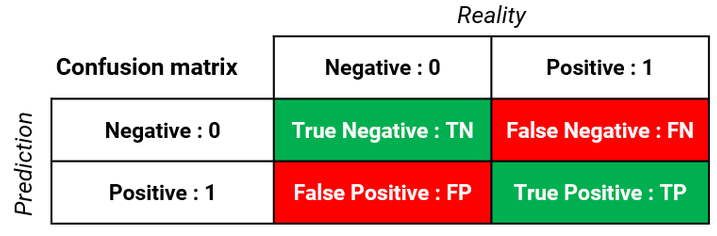 Reality
Confusion matrix
Negative : 0
Positive : 1
Prediction
Negative : 0
True Negative : TN
False Negative : FN
Positive : 1
False Positive : FP
True Positive : TP